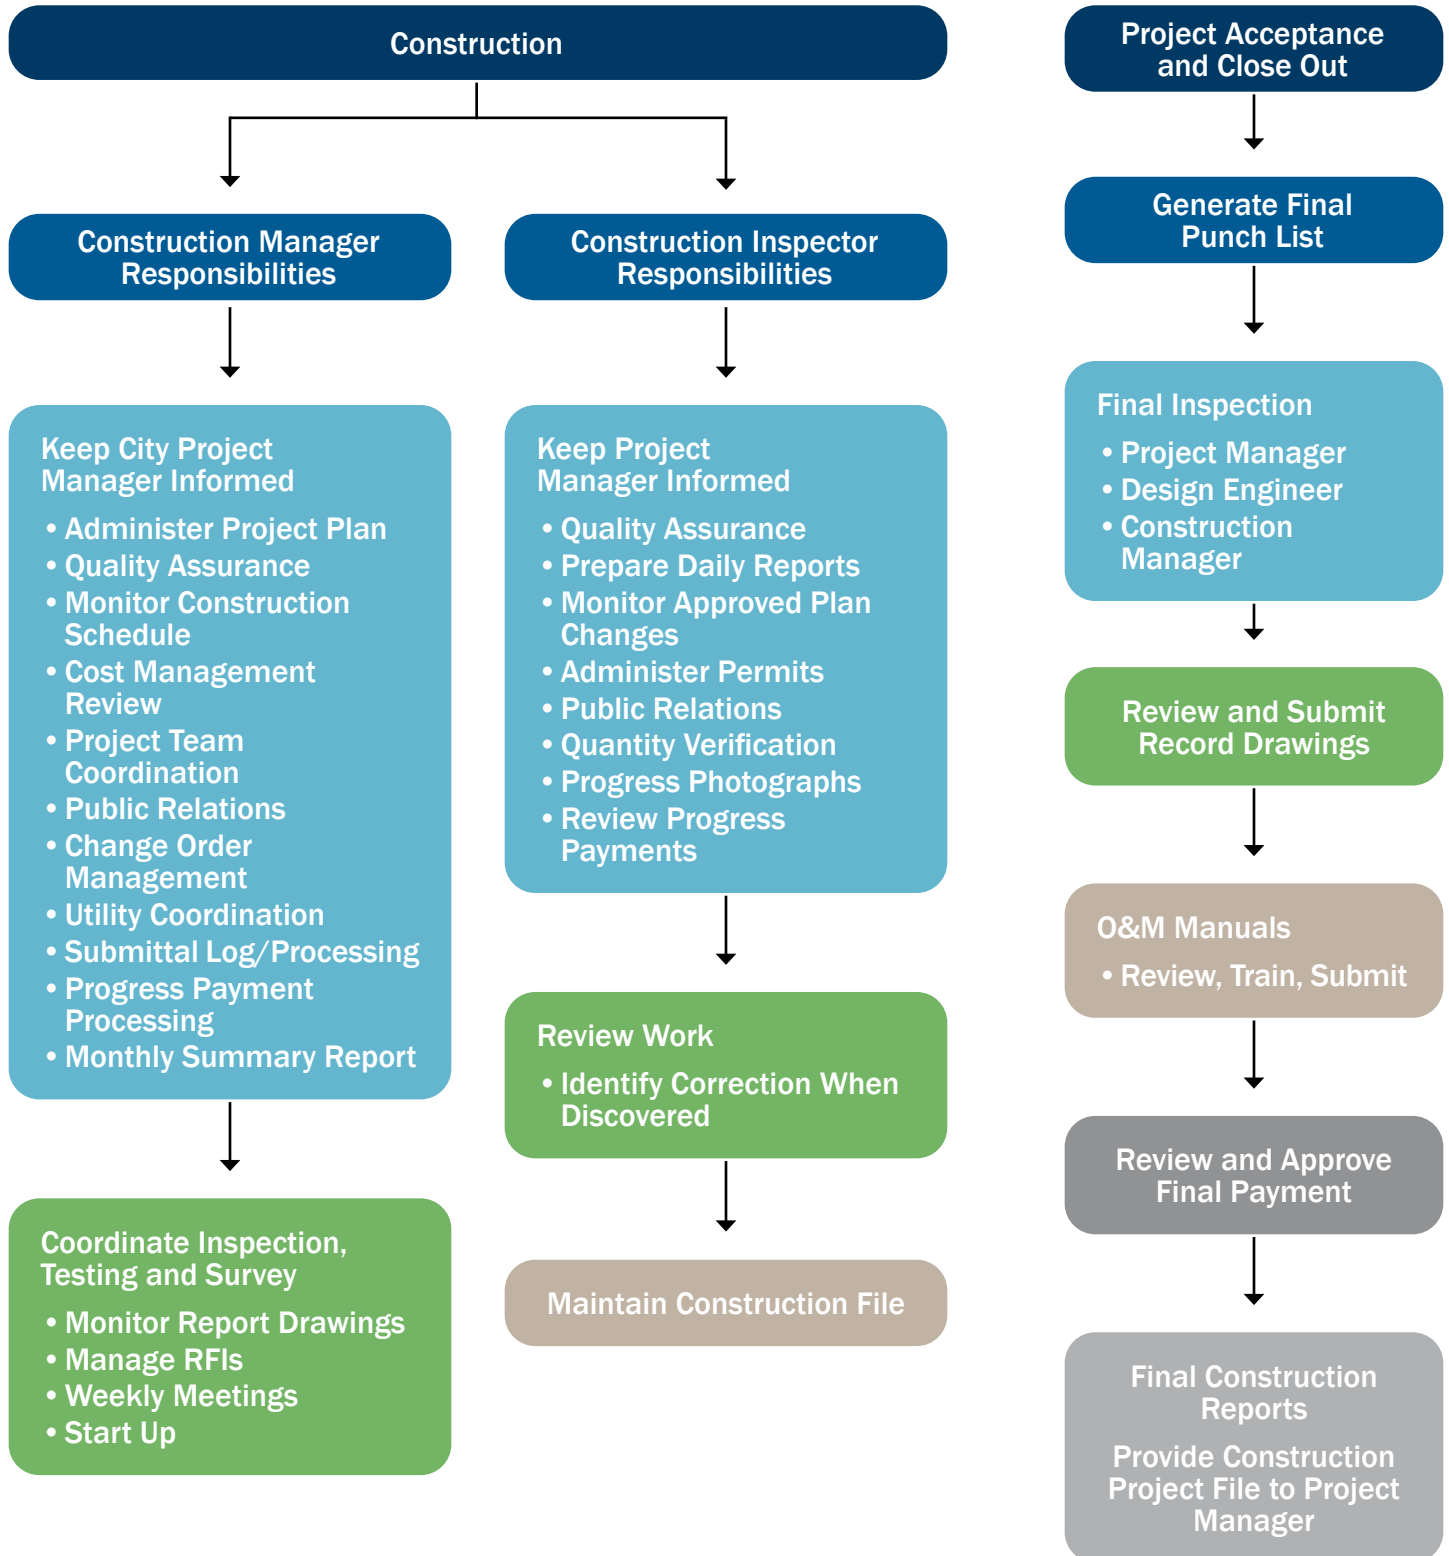 Construction
Construction Manager
Responsibilities
Keep City Project
Manager Informed
• Administer Project Plan
• Quality Assurance
• Monitor Construction
Schedule
• Cost Management
Review
• Project Team
Coordination
• Public Relations
• Change Order
Management
• Utility Coordination
• Submittal Log/Processing
• Progress Payment
Processing
• Monthly Summary Report
Coordinate Inspection,
Testing and Survey
• Monitor Report Drawings
• Manage RFIs
• Weekly Meetings
• Start Up
Construction Inspector
Responsibilities
Keep Project
Manager Informed
• Quality Assurance
• Prepare Daily Reports
• Monitor Approved Plan
Changes
• Administer Permits
• Public Relations
• Quantity Verification
• Progress Photographs
• Review Progress
Payments
Review Work
• Identify Correction When
Discovered
Maintain Construction File
Project Acceptance
and Close Out
Generate Final
Punch List
Final Inspection
• Project Manager
• Design Engineer
• Construction
Manager
Review and Submit
Record Drawings
O&M Manuals
• Review, Train, Submit
Review and Approve
Final Payment
Final Construction
Reports
Provide Construction
Project File to Project
Manager